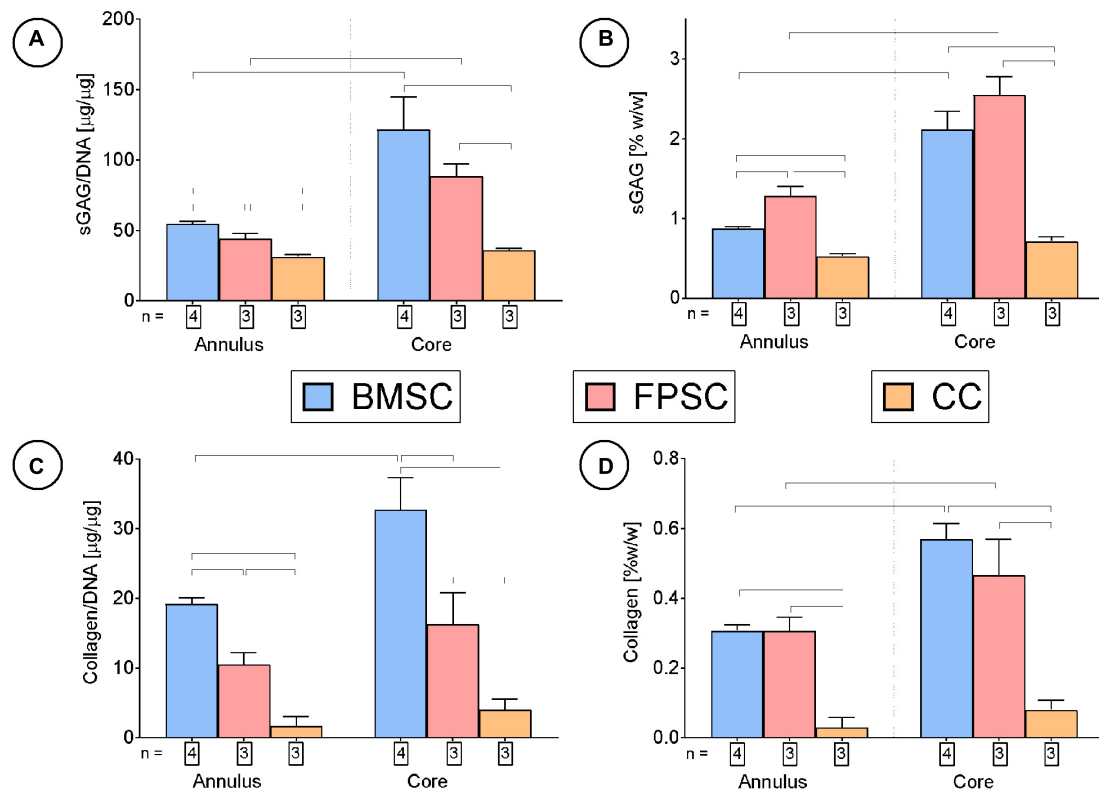 A
sGAG/DNA [μg/μg]
200
150
100
50
0
n = 4 3 3 4 3 3
Annulus Core
B
sGAG [% w/w]
3
2
1
0
n = 4 3 3 4 3 3
Annulus Core
BMSC FPSC CC
C
Collagen/DNA [μg/μg]
40
30
20
10
0
n = 4 3 3 4 3 3
Annulus Core
D
Collagen [%w/w]
0.8
0.6
0.4
0.2
0.0
n = 4 3 3 4 3 3
Annulus Core